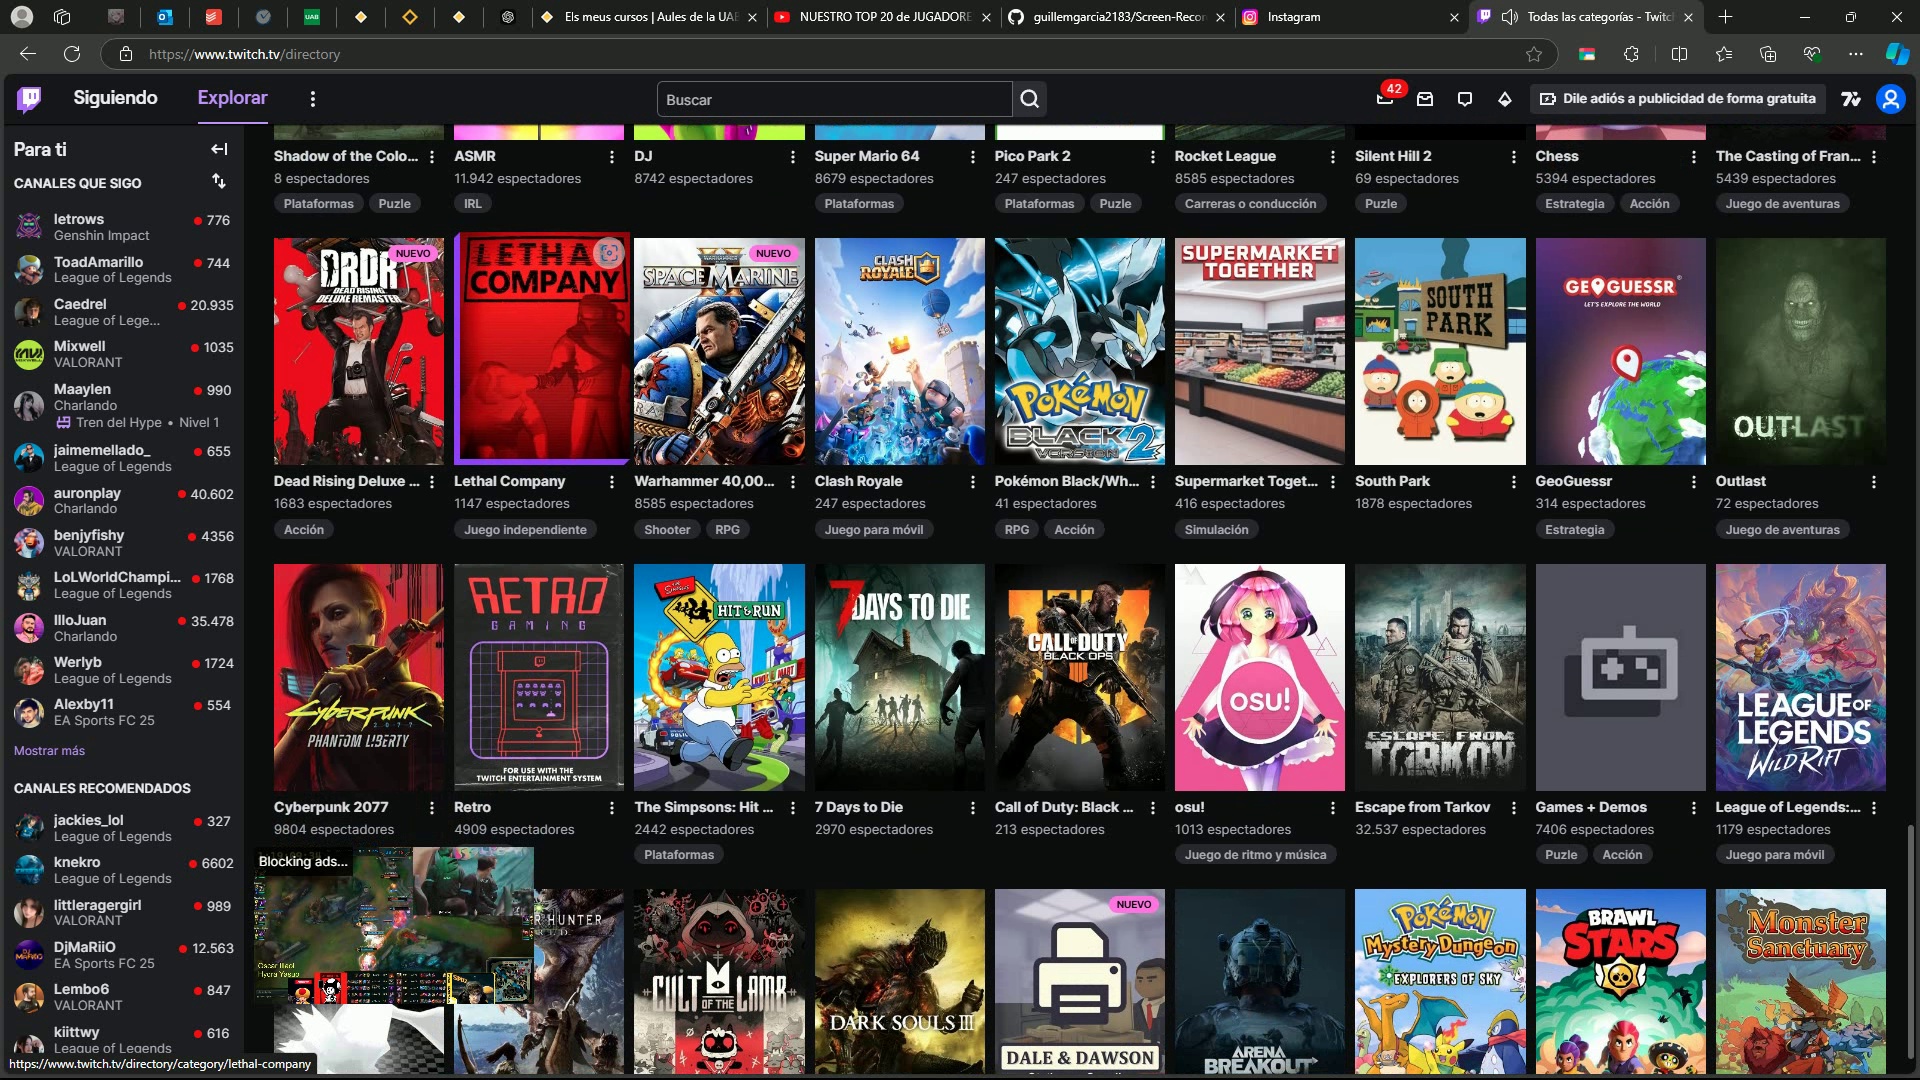 Els meus cursos | Aules de la UAB
NUESTRO TOP 20 de JUGADORE
guillemgarcia2183/Screen-Recor
Instagram
Todas las categorías - Twitc
https://www.twitch.tv/directory
Siguiendo
Explorar
Buscar
42
Dile adiós a publicidad de forma gratuita
Para ti
CANALES QUE SIGO
letrows
776
Genshin Impact
ToadAmarillo
744
League of Legends
Caedrel
20.935
League of Lege...
Mixwell
1035
VALORANT
Maaylen
990
Charlando
Tren del Hype • Nivel 1
jaimemellado_
655
League of Legends
auronplay
40.602
Charlando
benjyfishy
4356
VALORANT
LoLWorldChampi...
1768
League of Legends
IlloJuan
35.478
Charlando
Werlyb
1724
League of Legends
Alexby11
554
EA Sports FC 25
Mostrar más
CANALES RECOMENDADOS
jackies_lol
327
League of Legends
knekro
6602
League of Legends
littleragergirl
989
VALORANT
DjMaRiiO
12.563
EA Sports FC 25
Lembo6
847
VALORANT
kiittwy
616
League of Legends
https://www.twitch.tv/directory/category/lethal-company
Shadow of the Colo...
8 espectadores
Plataformas
Puzle
ASMR
11.942 espectadores
IRL
DJ
8742 espectadores
Super Mario 64
8679 espectadores
Plataformas
Pico Park 2
247 espectadores
Plataformas
Puzle
Rocket League
8585 espectadores
Carreras o conducción
Silent Hill 2
69 espectadores
Puzle
Chess
5394 espectadores
Estrategia
Acción
The Casting of Fran...
5439 espectadores
Juego de aventuras
DRDR
DEAD RISING
DELUXE REMASTER
NUEVO
Dead Rising Deluxe ...
1683 espectadores
Acción
LETHAL
COMPANY
Lethal Company
1147 espectadores
Juego independiente
NUEVO
SPACE MARINE
Warhammer 40,00...
8585 espectadores
Shooter
RPG
CLASH
ROYALE
Clash Royale
247 espectadores
Juego para móvil
POKéMON
BLACK
VERSION 2
Pokémon Black/Wh...
41 espectadores
RPG
Acción
SUPERMARKET
TOGETHER
Supermarket Toget...
416 espectadores
Simulación
SOUTH
PARK
South Park
1878 espectadores
GEOGUESSR
LET'S EXPLORE THE WORLD
GeoGuessr
314 espectadores
Estrategia
OUTLAST
Outlast
72 espectadores
Juego de aventuras
Cyberpunk
2077
PHANTOM LIBERTY
Cyberpunk 2077
9804 espectadores
RETRO
GAMING
FOR USE WITH THE
TWITCH ENTERTAINMENT SYSTEM
Retro
4909 espectadores
The Simpsons
HIT & RUN
The Simpsons: Hit ...
2442 espectadores
Plataformas
7 DAYS TO DIE
7 Days to Die
2970 espectadores
CALL OF DUTY
BLACK OPS
Call of Duty: Black ...
213 espectadores
osu!
osu!
1013 espectadores
Juego de ritmo y música
ESCAPE FROM
TARKOV
Escape from Tarkov
32.537 espectadores
Games + Demos
7406 espectadores
Puzle
Acción
LEAGUE OF
LEGENDS
WILD RIFT
League of Legends:...
1179 espectadores
Juego para móvil
Blocking ads...
R HUNTER
CULT
OF THE LAMB
DARK SOULS III
NUEVO
DALE & DAWSON
ARENA
BREAKOUT
POKéMON
Mystery Dungeon
EXPLORERS OF SKY
BRAWL
STARS
Monster
Sanctuary